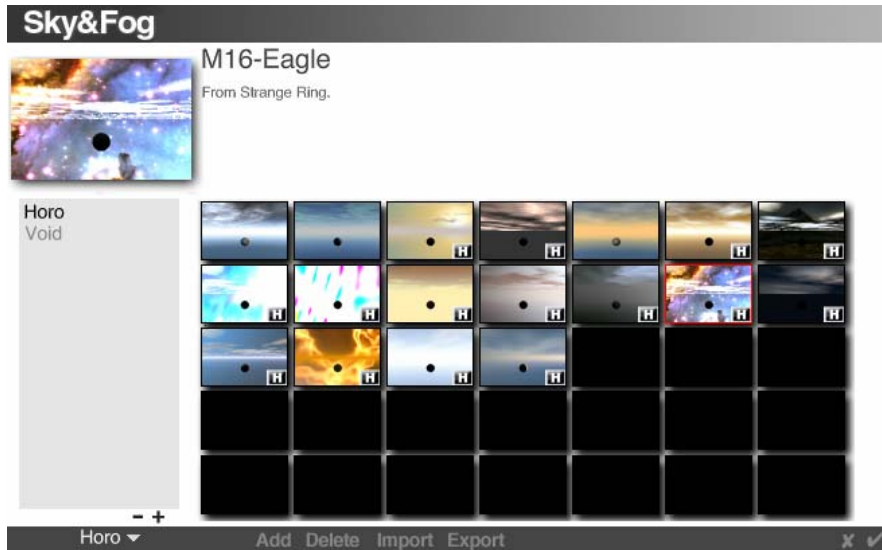 Sky&Fog
M16-Eagle
From Strange Ring.
Horo
Void
H H H H
H H H H H H H
H H H H
- +
Horo
Add Delete Import Export